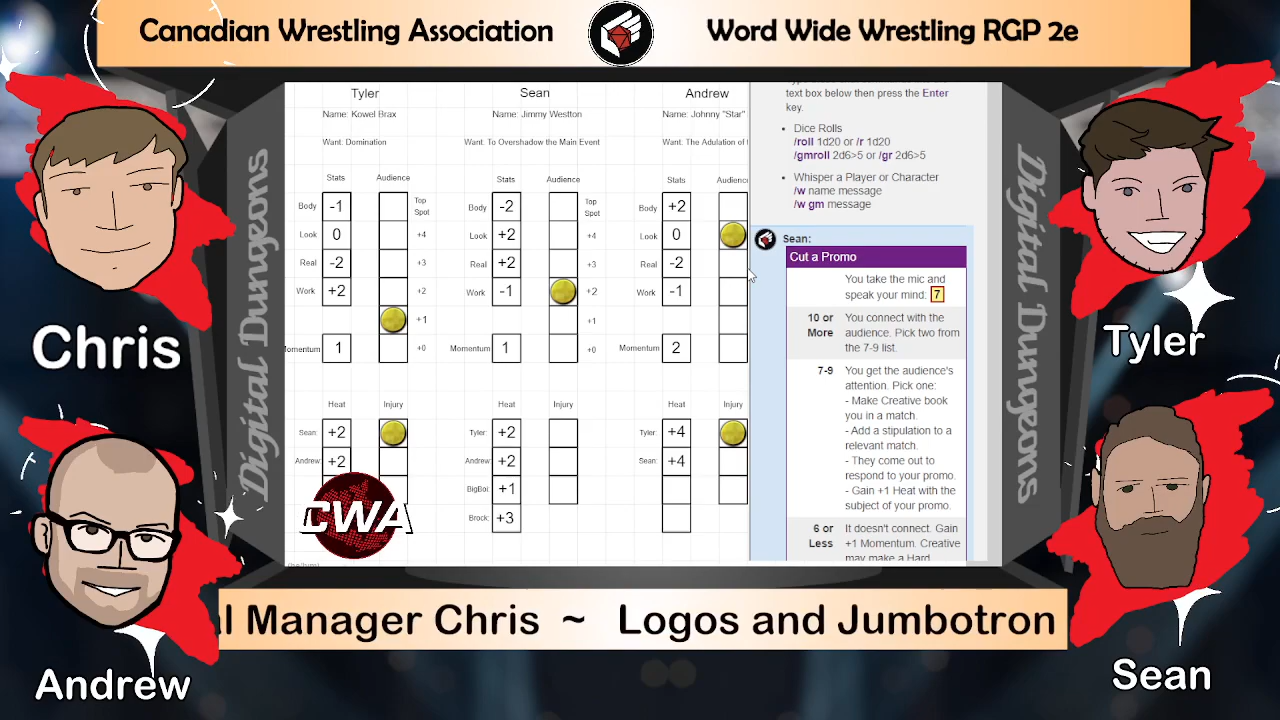 Canadian Wrestling Association
Word Wide Wrestling RGP 2e
Tyler
Name: Kowel Brax
Want: Domination
Stats
Audience
Body -1
Top Spot
Look 0 +4
Real -2 +3
Work +2 +2
+1
Momentum 1 +0
Heat
Injury
Sean: +2
Andrew: +2
CWA
Sean
Name: Jimmy Westton
Want: To Overshadow the Main Event
Stats
Audience
Body -2
Top Spot
Look +2 +4
Real +2 +3
Work -1 +2
+1
Momentum 1 +0
Heat
Injury
Tyler: +2
Andrew: +2
BigBoi: +1
Brock: +3
Andrew
Name: Johnny "Star"
Want: The Adulation of
Stats
Audience
Body +2
Look 0
Real -2
Work -1
Momentum 2
Heat
Injury
Tyler: +4
Sean: +4
text box below then press the Enter
key.
• Dice Rolls
/roll 1d20 or /r 1d20
/gmroll 2d6>5 or /gr 2d6>5
• Whisper a Player or Character
/w name message
/w gm message
Sean:
Cut a Promo
You take the mic and
speak your mind. 7
10 or More
You connect with the
audience. Pick two from
the 7-9 list.
7-9
You get the audience's
attention. Pick one:
- Make Creative book
you in a match.
- Add a stipulation to a
relevant match.
- They come out to
respond to your promo.
- Gain +1 Heat with the
subject of your promo.
6 or Less
It doesn't connect. Gain
+1 Momentum. Creative
may make a Hard
Digital Dungeons
Digital Dungeons
Chris
Tyler
Andrew
Sean
l Manager Chris ~ Logos and Jumbotron